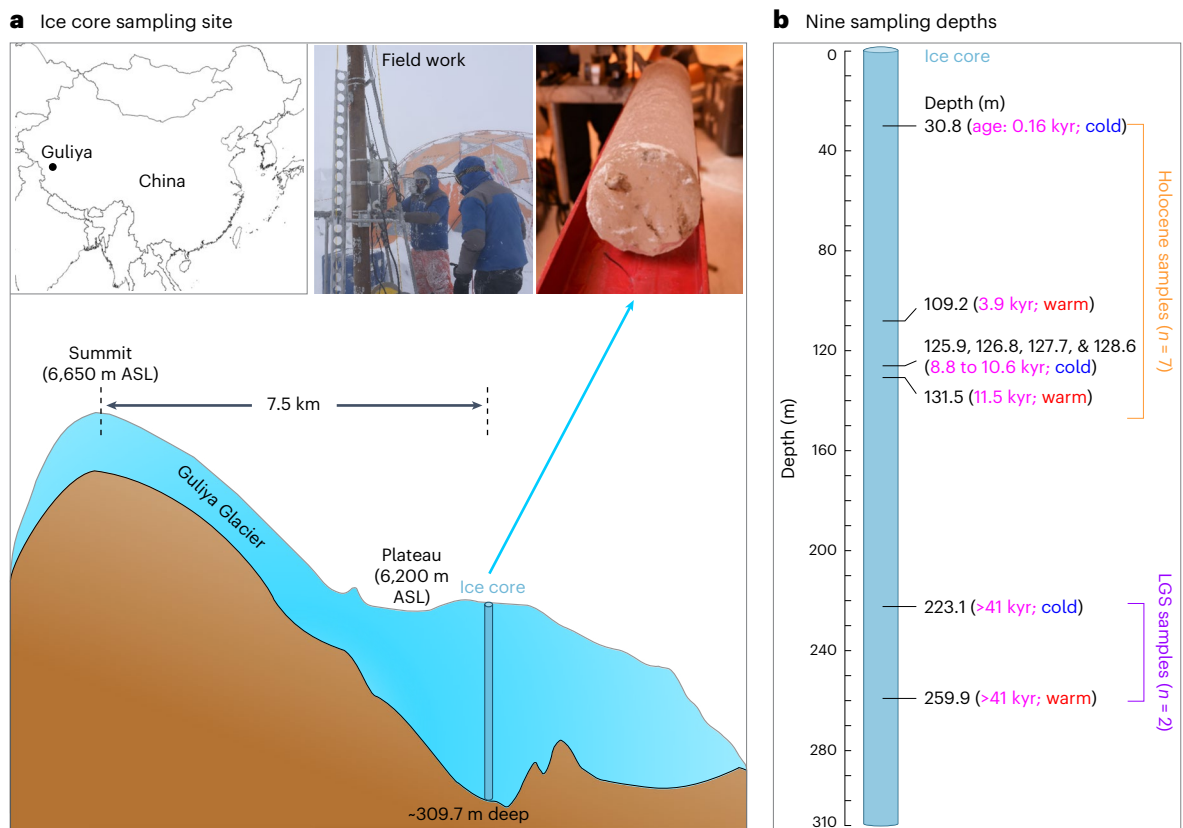 a Ice core sampling site
Field work
Guliya
China
Summit
(6,650 m ASL)
7.5 km
Guliya Glacier
Plateau
(6,200 m
ASL)
Ice core
~309.7 m deep
b Nine sampling depths
0
40
80
120
160
200
240
280
310
Depth (m)
Ice core
Depth (m)
30.8 (age: 0.16 kyr; cold)
109.2 (3.9 kyr; warm)
125.9, 126.8, 127.7, & 128.6
(8.8 to 10.6 kyr; cold)
131.5 (11.5 kyr; warm)
223.1 (>41 kyr; cold)
259.9 (>41 kyr; warm)
Holocene samples (n = 7)
LGS samples (n = 2)